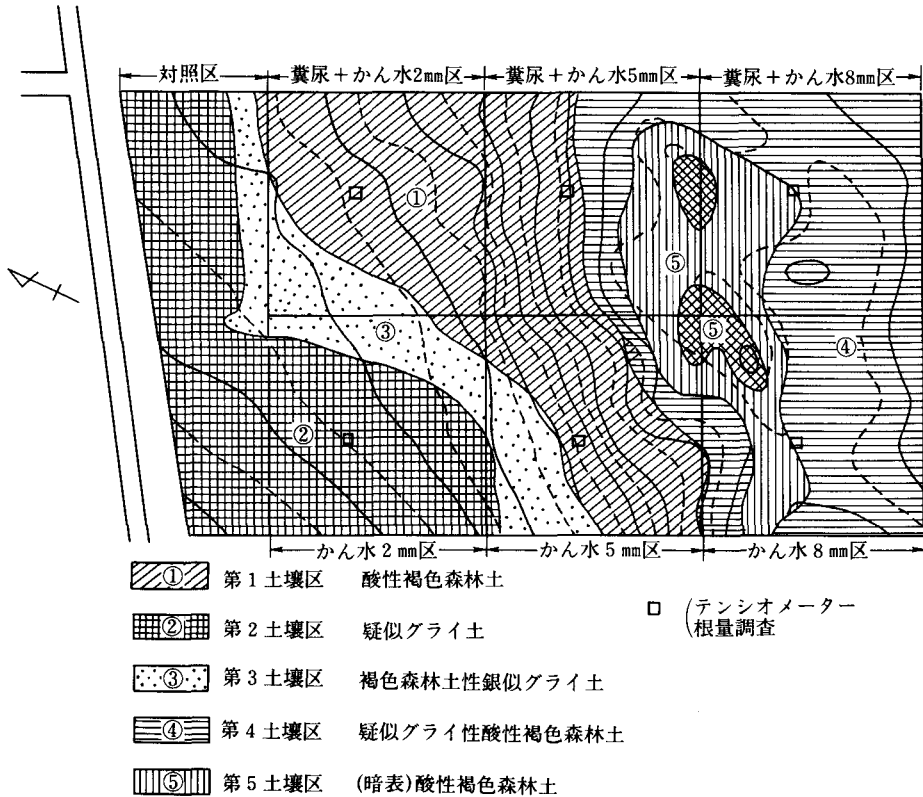 対照区
糞尿+かん水2mm区
糞尿+かん水5mm区
糞尿+かん水8mm区
①
⑤
③
⑤
④
②
かん水2mm区
かん水5mm区
かん水8mm区
① 第1土壌区 酸性褐色森林土
② 第2土壌区 疑似グライ土
③ 第3土壌区 褐色森林土性銀似グライ土
④ 第4土壌区 疑似グライ性酸性褐色森林土
⑤ 第5土壌区 (暗表)酸性褐色森林土
(テンシオメーター
(根量調査